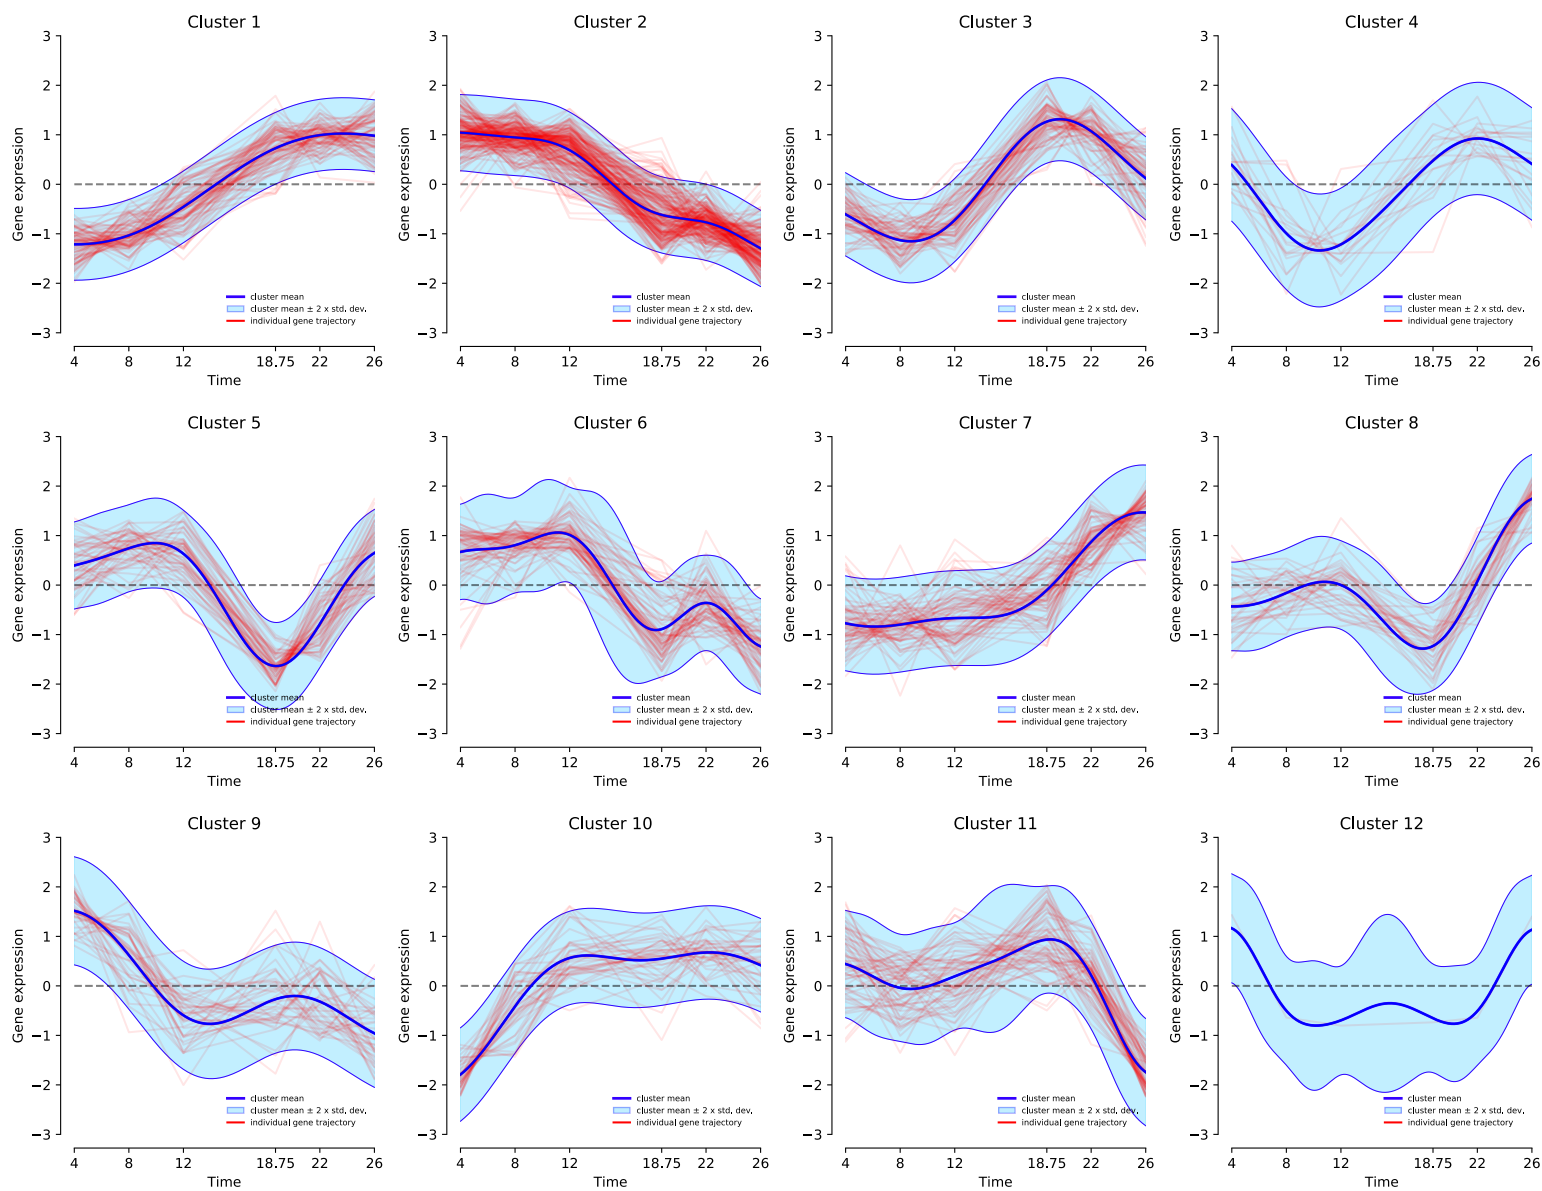 Cluster 1
Gene expression
3
2
1
0
−1
−2
−3
cluster mean
cluster mean ± 2 x std. dev.
individual gene trajectory
4 8 12 18.75 22 26
Time
Cluster 2
Gene expression
3
2
1
0
−1
−2
−3
cluster mean
cluster mean ± 2 x std. dev.
individual gene trajectory
4 8 12 18.75 22 26
Time
Cluster 3
Gene expression
3
2
1
0
−1
−2
−3
cluster mean
cluster mean ± 2 x std. dev.
individual gene trajectory
4 8 12 18.75 22 26
Time
Cluster 4
Gene expression
3
2
1
0
−1
−2
−3
cluster mean
cluster mean ± 2 x std. dev.
individual gene trajectory
4 8 12 18.75 22 26
Time
Cluster 5
Gene expression
3
2
1
0
−1
−2
−3
cluster mean
cluster mean ± 2 x std. dev.
individual gene trajectory
4 8 12 18.75 22 26
Time
Cluster 6
Gene expression
3
2
1
0
−1
−2
−3
cluster mean
cluster mean ± 2 x std. dev.
individual gene trajectory
4 8 12 18.75 22 26
Time
Cluster 7
Gene expression
3
2
1
0
−1
−2
−3
cluster mean
cluster mean ± 2 x std. dev.
individual gene trajectory
4 8 12 18.75 22 26
Time
Cluster 8
Gene expression
3
2
1
0
−1
−2
−3
cluster mean
cluster mean ± 2 x std. dev.
individual gene trajectory
4 8 12 18.75 22 26
Time
Cluster 9
Gene expression
3
2
1
0
−1
−2
−3
cluster mean
cluster mean ± 2 x std. dev.
individual gene trajectory
4 8 12 18.75 22 26
Time
Cluster 10
Gene expression
3
2
1
0
−1
−2
−3
cluster mean
cluster mean ± 2 x std. dev.
individual gene trajectory
4 8 12 18.75 22 26
Time
Cluster 11
Gene expression
3
2
1
0
−1
−2
−3
cluster mean
cluster mean ± 2 x std. dev.
individual gene trajectory
4 8 12 18.75 22 26
Time
Cluster 12
Gene expression
3
2
1
0
−1
−2
−3
cluster mean
cluster mean ± 2 x std. dev.
individual gene trajectory
4 8 12 18.75 22 26
Time